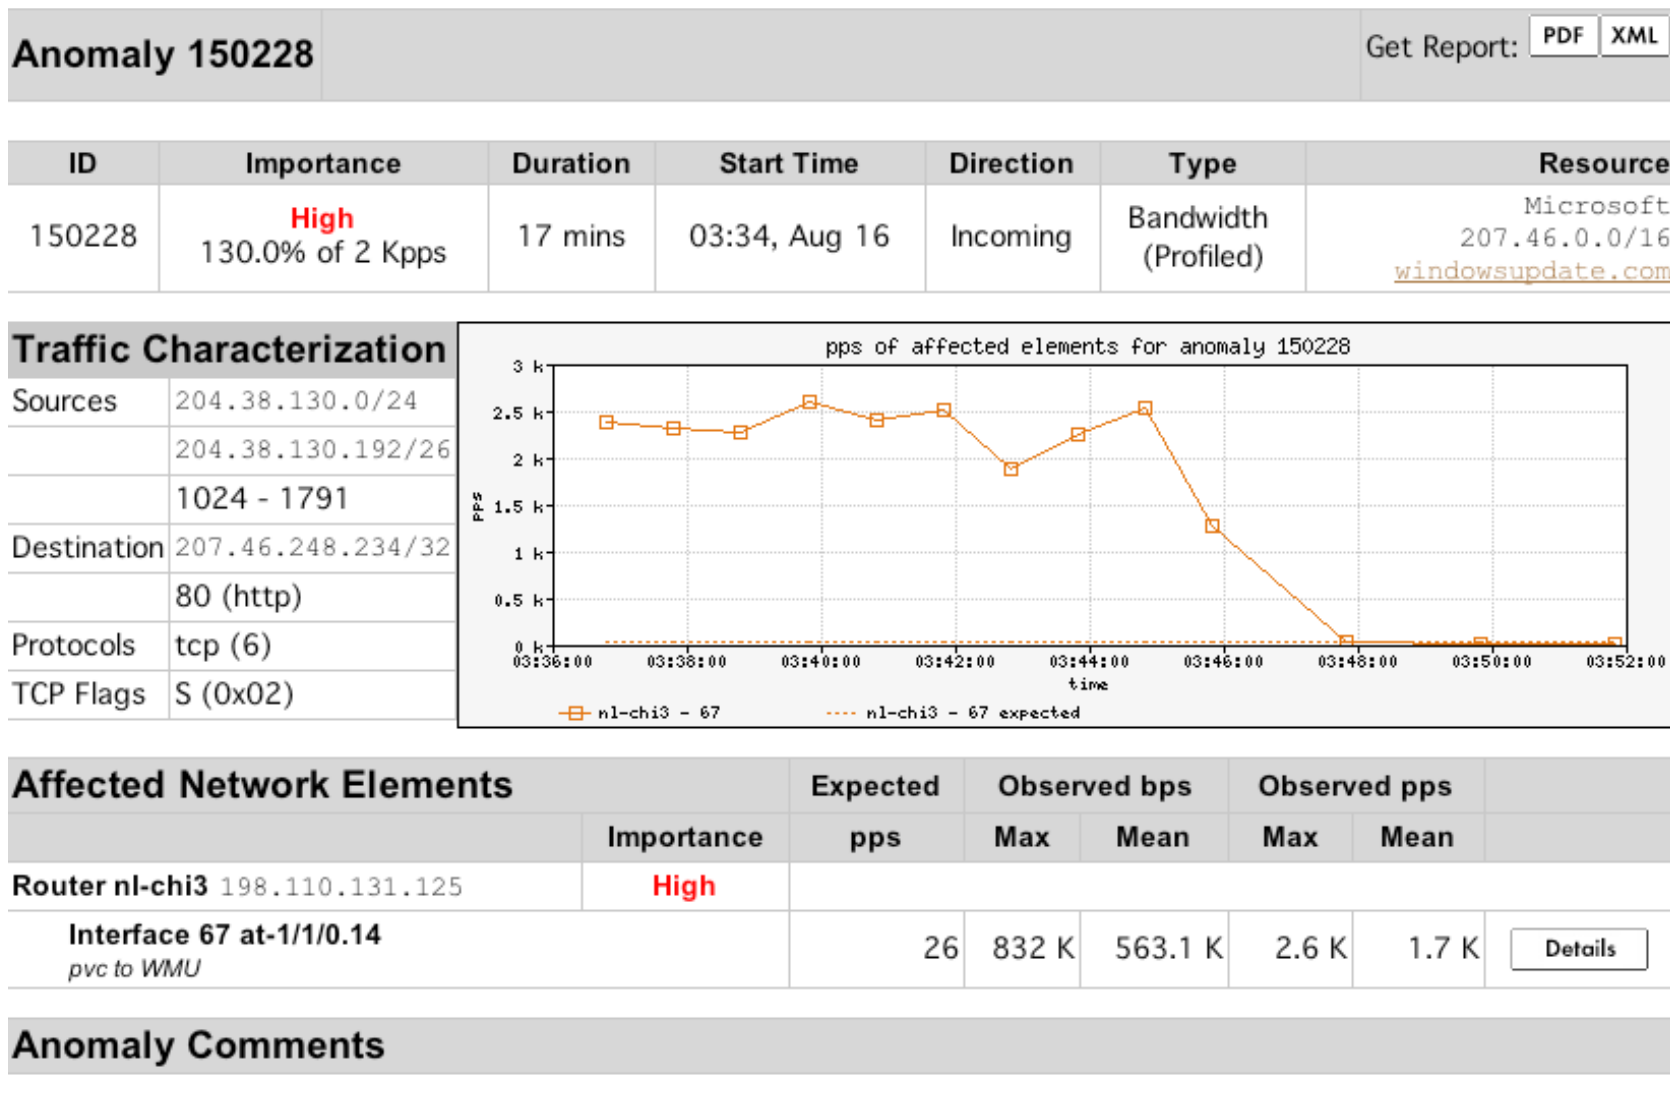 Anomaly 150228
Get Report: PDF XML
ID Importance Duration Start Time Direction Type Resource
150228 High 130.0% of 2 Kpps 17 mins 03:34, Aug 16 Incoming Bandwidth (Profiled) Microsoft 207.46.0.0/16 windowsupdate.com
Traffic Characterization
Sources 204.38.130.0/24
204.38.130.192/26
1024 - 1791
Destination 207.46.248.234/32
80 (http)
Protocols tcp (6)
TCP Flags S (0x02)
pps of affected elements for anomaly 150228
3 k
2.5 k
2 k
1.5 k
1 k
0.5 k
0 k
pps
03:36:00 03:38:00 03:40:00 03:42:00 03:44:00 03:46:00 03:48:00 03:50:00 03:52:00
time
nl-chi3 - 67 nl-chi3 - 67 expected
Affected Network Elements Expected Observed bps Observed pps
Importance pps Max Mean Max Mean
Router nl-chi3 198.110.131.125 High
Interface 67 at-1/1/0.14 26 832 K 563.1 K 2.6 K 1.7 K Details
pvc to WMU
Anomaly Comments